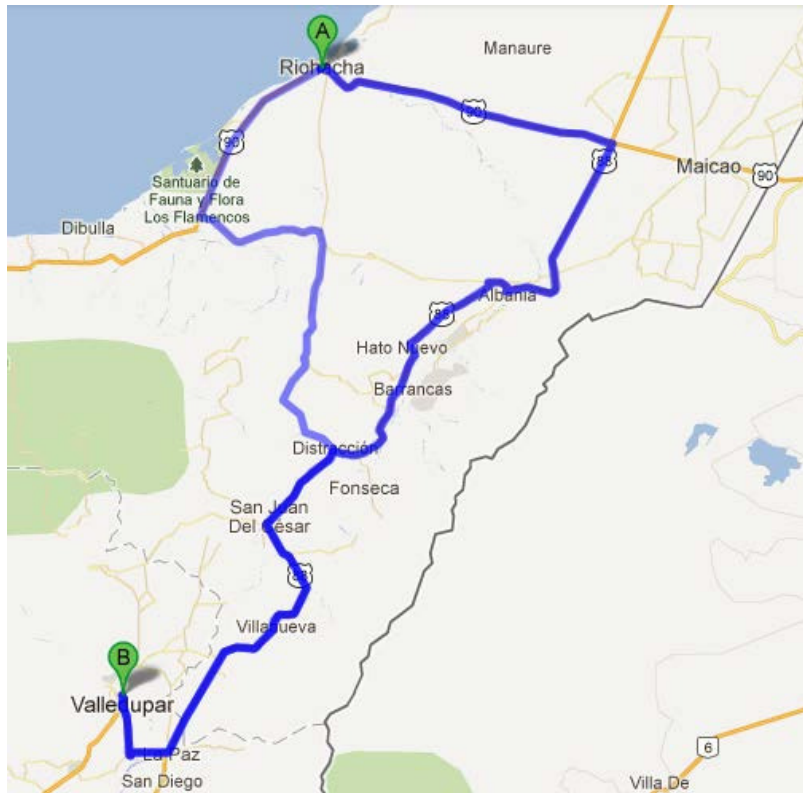 A
Riohacha
Manaure
90
90
88
Maicao
90
Santuario de
Fauna y Flora
Los Flamencos
Dibulla
Albania
88
Hato Nuevo
Barrancas
Distracción
Fonseca
San Juan
Del Cesar
88
Villanueva
B
Valledupar
La Paz
San Diego
6
Villa De